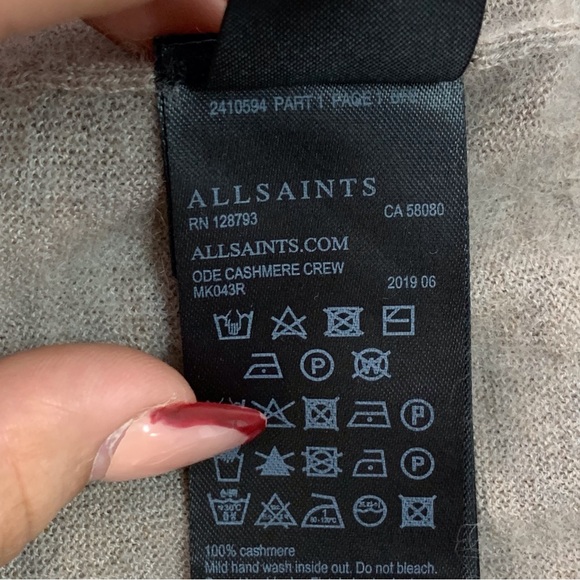 2410594 PART 1 PAGE 1
ALLSAINTS
RN 128793 CA 58080
ALLSAINTS.COM
ODE CASHMERE CREW
MK043R 2019 06
P W
P
P
100% cashmere
Mild hand wash inside out. Do not bleach.